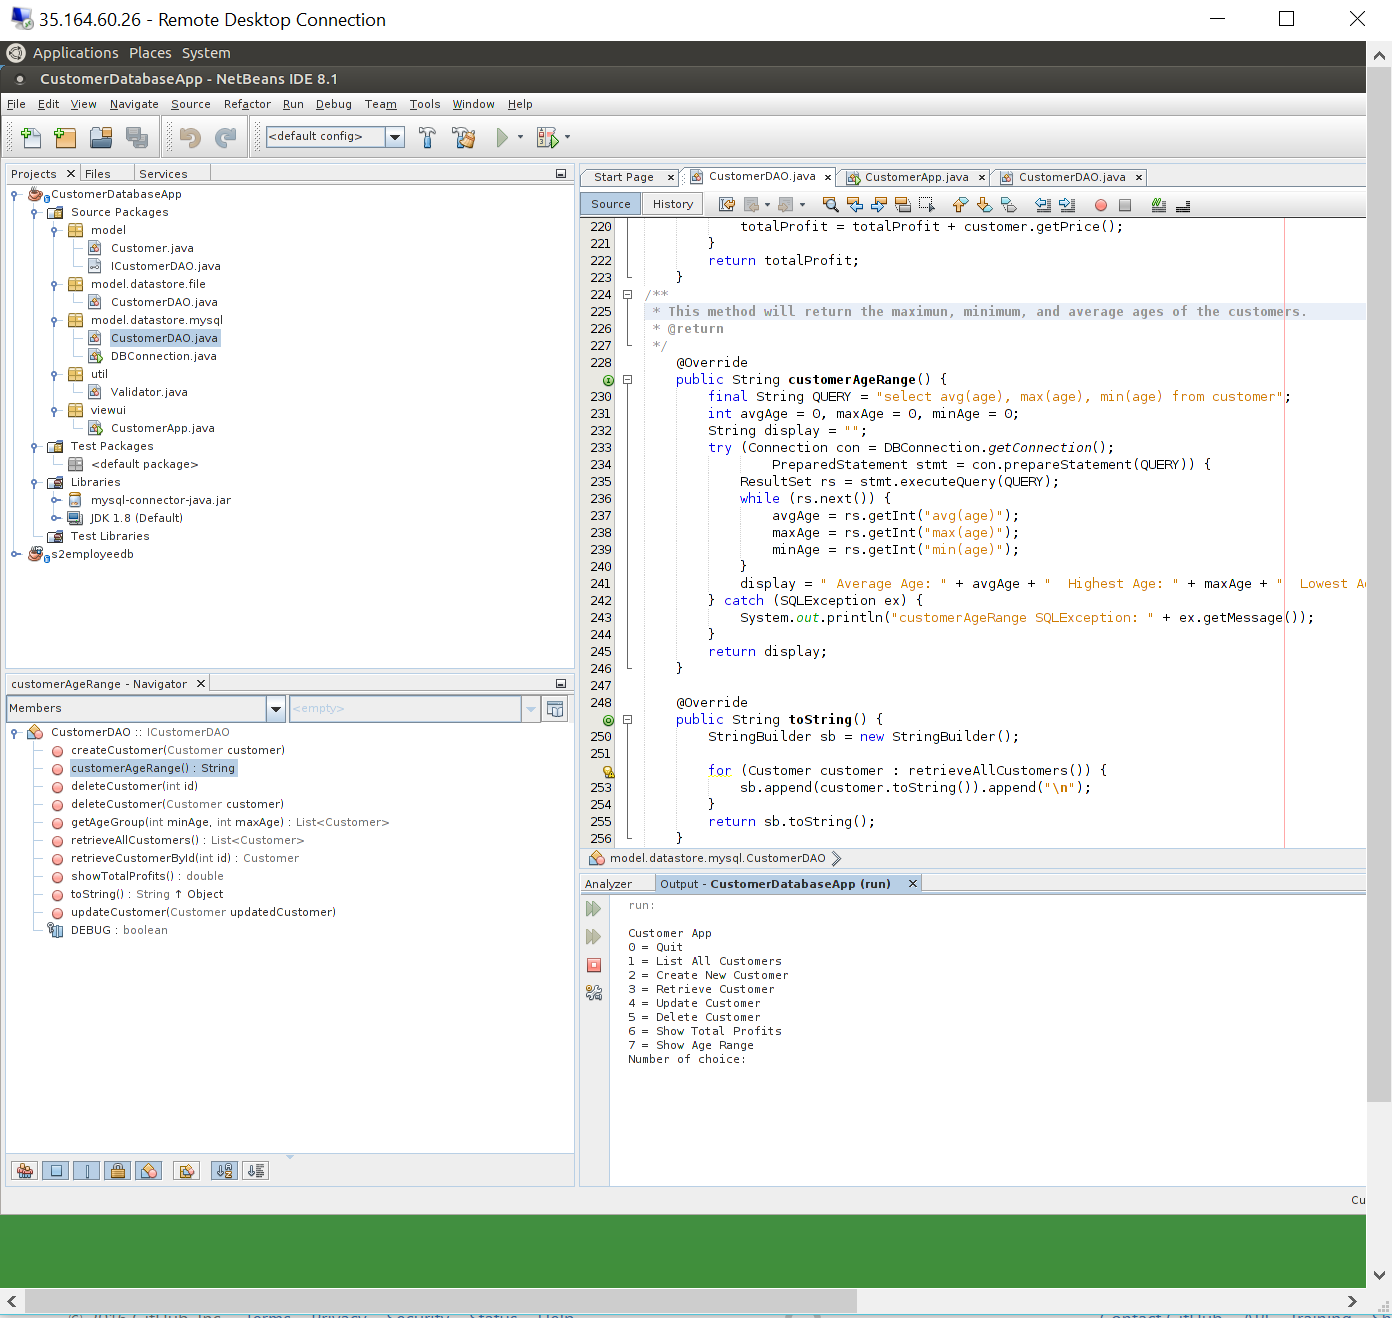 35.164.60.26 - Remote Desktop Connection
Applications Places System
CustomerDatabaseApp - NetBeans IDE 8.1
File Edit View Navigate Source Refactor Run Debug Team Tools Window Help
<default config>
Projects Files Services
CustomerDatabaseApp
Source Packages
model
Customer.java
ICustomerDAO.java
model.datastore.file
CustomerDAO.java
model.datastore.mysql
CustomerDAO.java
DBConnection.java
util
Validator.java
viewui
CustomerApp.java
Test Packages
<default package>
Libraries
mysql-connector-java.jar
JDK 1.8 (Default)
Test Libraries
s2employeedb
customerAgeRange - Navigator
Members <empty>
CustomerDAO :: ICustomerDAO
createCustomer(Customer customer)
customerAgeRange() : String
deleteCustomer(int id)
deleteCustomer(Customer customer)
getAgeGroup(int minAge, int maxAge) : List<Customer>
retrieveAllCustomers() : List<Customer>
retrieveCustomerById(int id) : Customer
showTotalProfits() : double
toString() : String ↑ Object
updateCustomer(Customer updatedCustomer)
DEBUG : boolean
Start Page CustomerDAO.java CustomerApp.java CustomerDAO.java
Source History
220 totalProfit = totalProfit + customer.getPrice();
221 }
222 return totalProfit;
223 }
224 /**
225 * This method will return the maximun, minimum, and average ages of the customers.
226 * @return
227 */
228 @Override
public String customerAgeRange() {
230 final String QUERY = "select avg(age), max(age), min(age) from customer";
231 int avgAge = 0, maxAge = 0, minAge = 0;
232 String display = "";
233 try (Connection con = DBConnection.getConnection();
234 PreparedStatement stmt = con.prepareStatement(QUERY)) {
235 ResultSet rs = stmt.executeQuery(QUERY);
236 while (rs.next()) {
237 avgAge = rs.getInt("avg(age)");
238 maxAge = rs.getInt("max(age)");
239 minAge = rs.getInt("min(age)");
240 }
241 display = " Average Age: " + avgAge + "  Highest Age: " + maxAge + "  Lowest A
242 } catch (SQLException ex) {
243 System.out.println("customerAgeRange SQLException: " + ex.getMessage());
244 }
245 return display;
246 }
247
248 @Override
public String toString() {
250 StringBuilder sb = new StringBuilder();
251
for (Customer customer : retrieveAllCustomers()) {
253 sb.append(customer.toString()).append("\n");
254 }
255 return sb.toString();
256 }
model.datastore.mysql.CustomerDAO
Analyzer Output - CustomerDatabaseApp (run)
run:
Customer App
0 = Quit
1 = List All Customers
2 = Create New Customer
3 = Retrieve Customer
4 = Update Customer
5 = Delete Customer
6 = Show Total Profits
7 = Show Age Range
Number of choice:
Cu